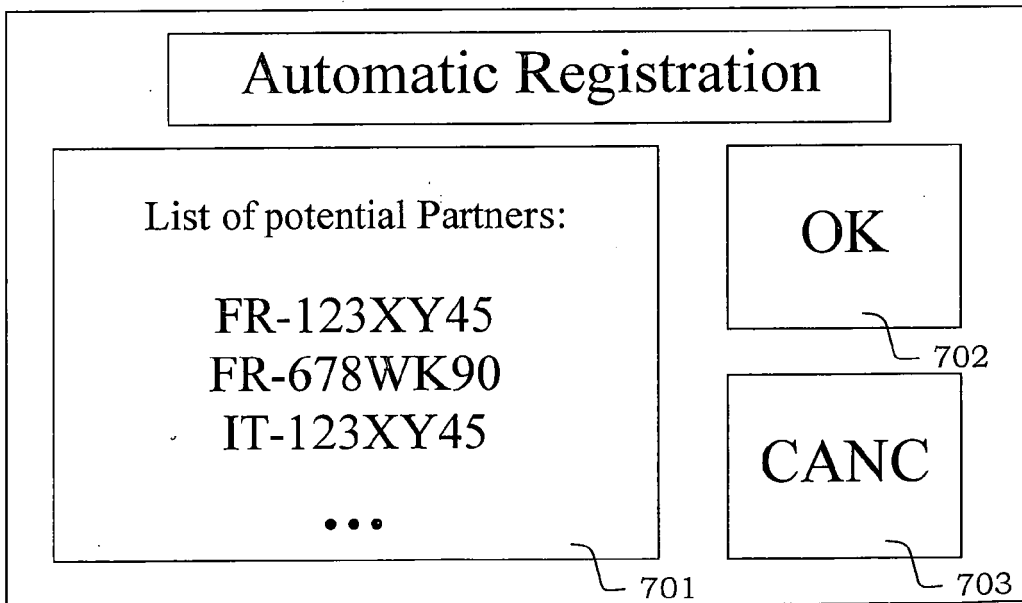 Automatic Registration
List of potential Partners:
FR-123XY45
FR-678WK90
IT-123XY45
...
701
OK
702
CANC
703